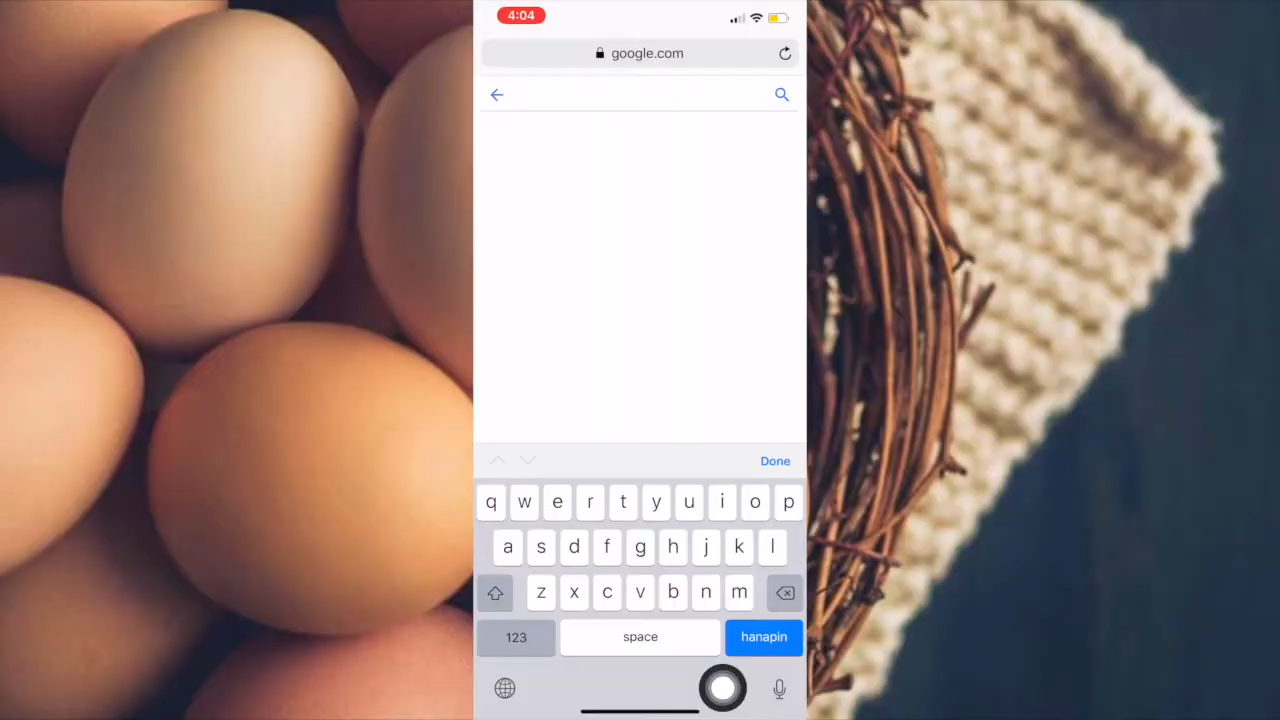 4:04
google.com
Done
q w e r t y u i o p
a s d f g h j k l
z x c v b n m
123 space hanapin